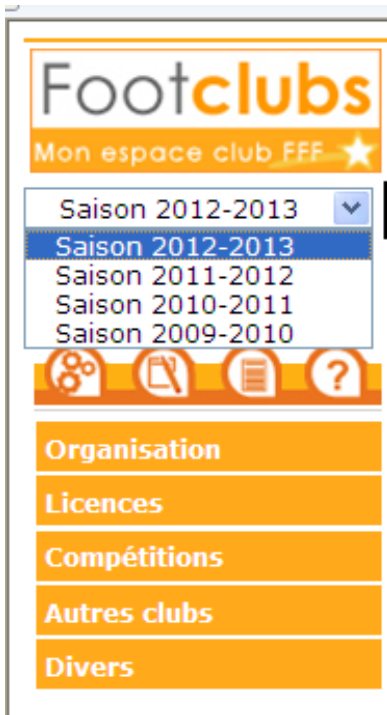 Footclubs
Mon espace club FFF
Saison 2012-2013
Saison 2012-2013
Saison 2011-2012
Saison 2010-2011
Saison 2009-2010
?
Organisation
Licences
Compétitions
Autres clubs
Divers